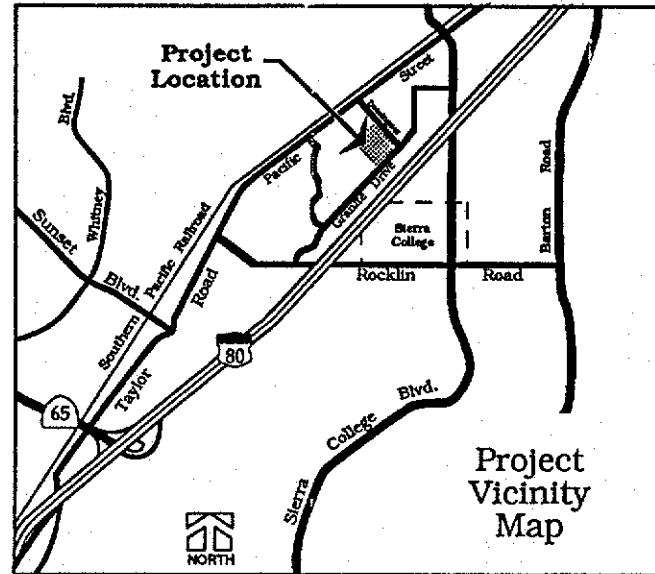 Project
Location
Street
Pacific
Granite Drive
Blvd.
Whitney
Sunset
Blvd.
Southern Pacific Railroad
Road
Taylor
Sierra
College
Rocklin Road
Barton Road
80
65
Sierra College Blvd.
Project
Vicinity
Map
NORTH